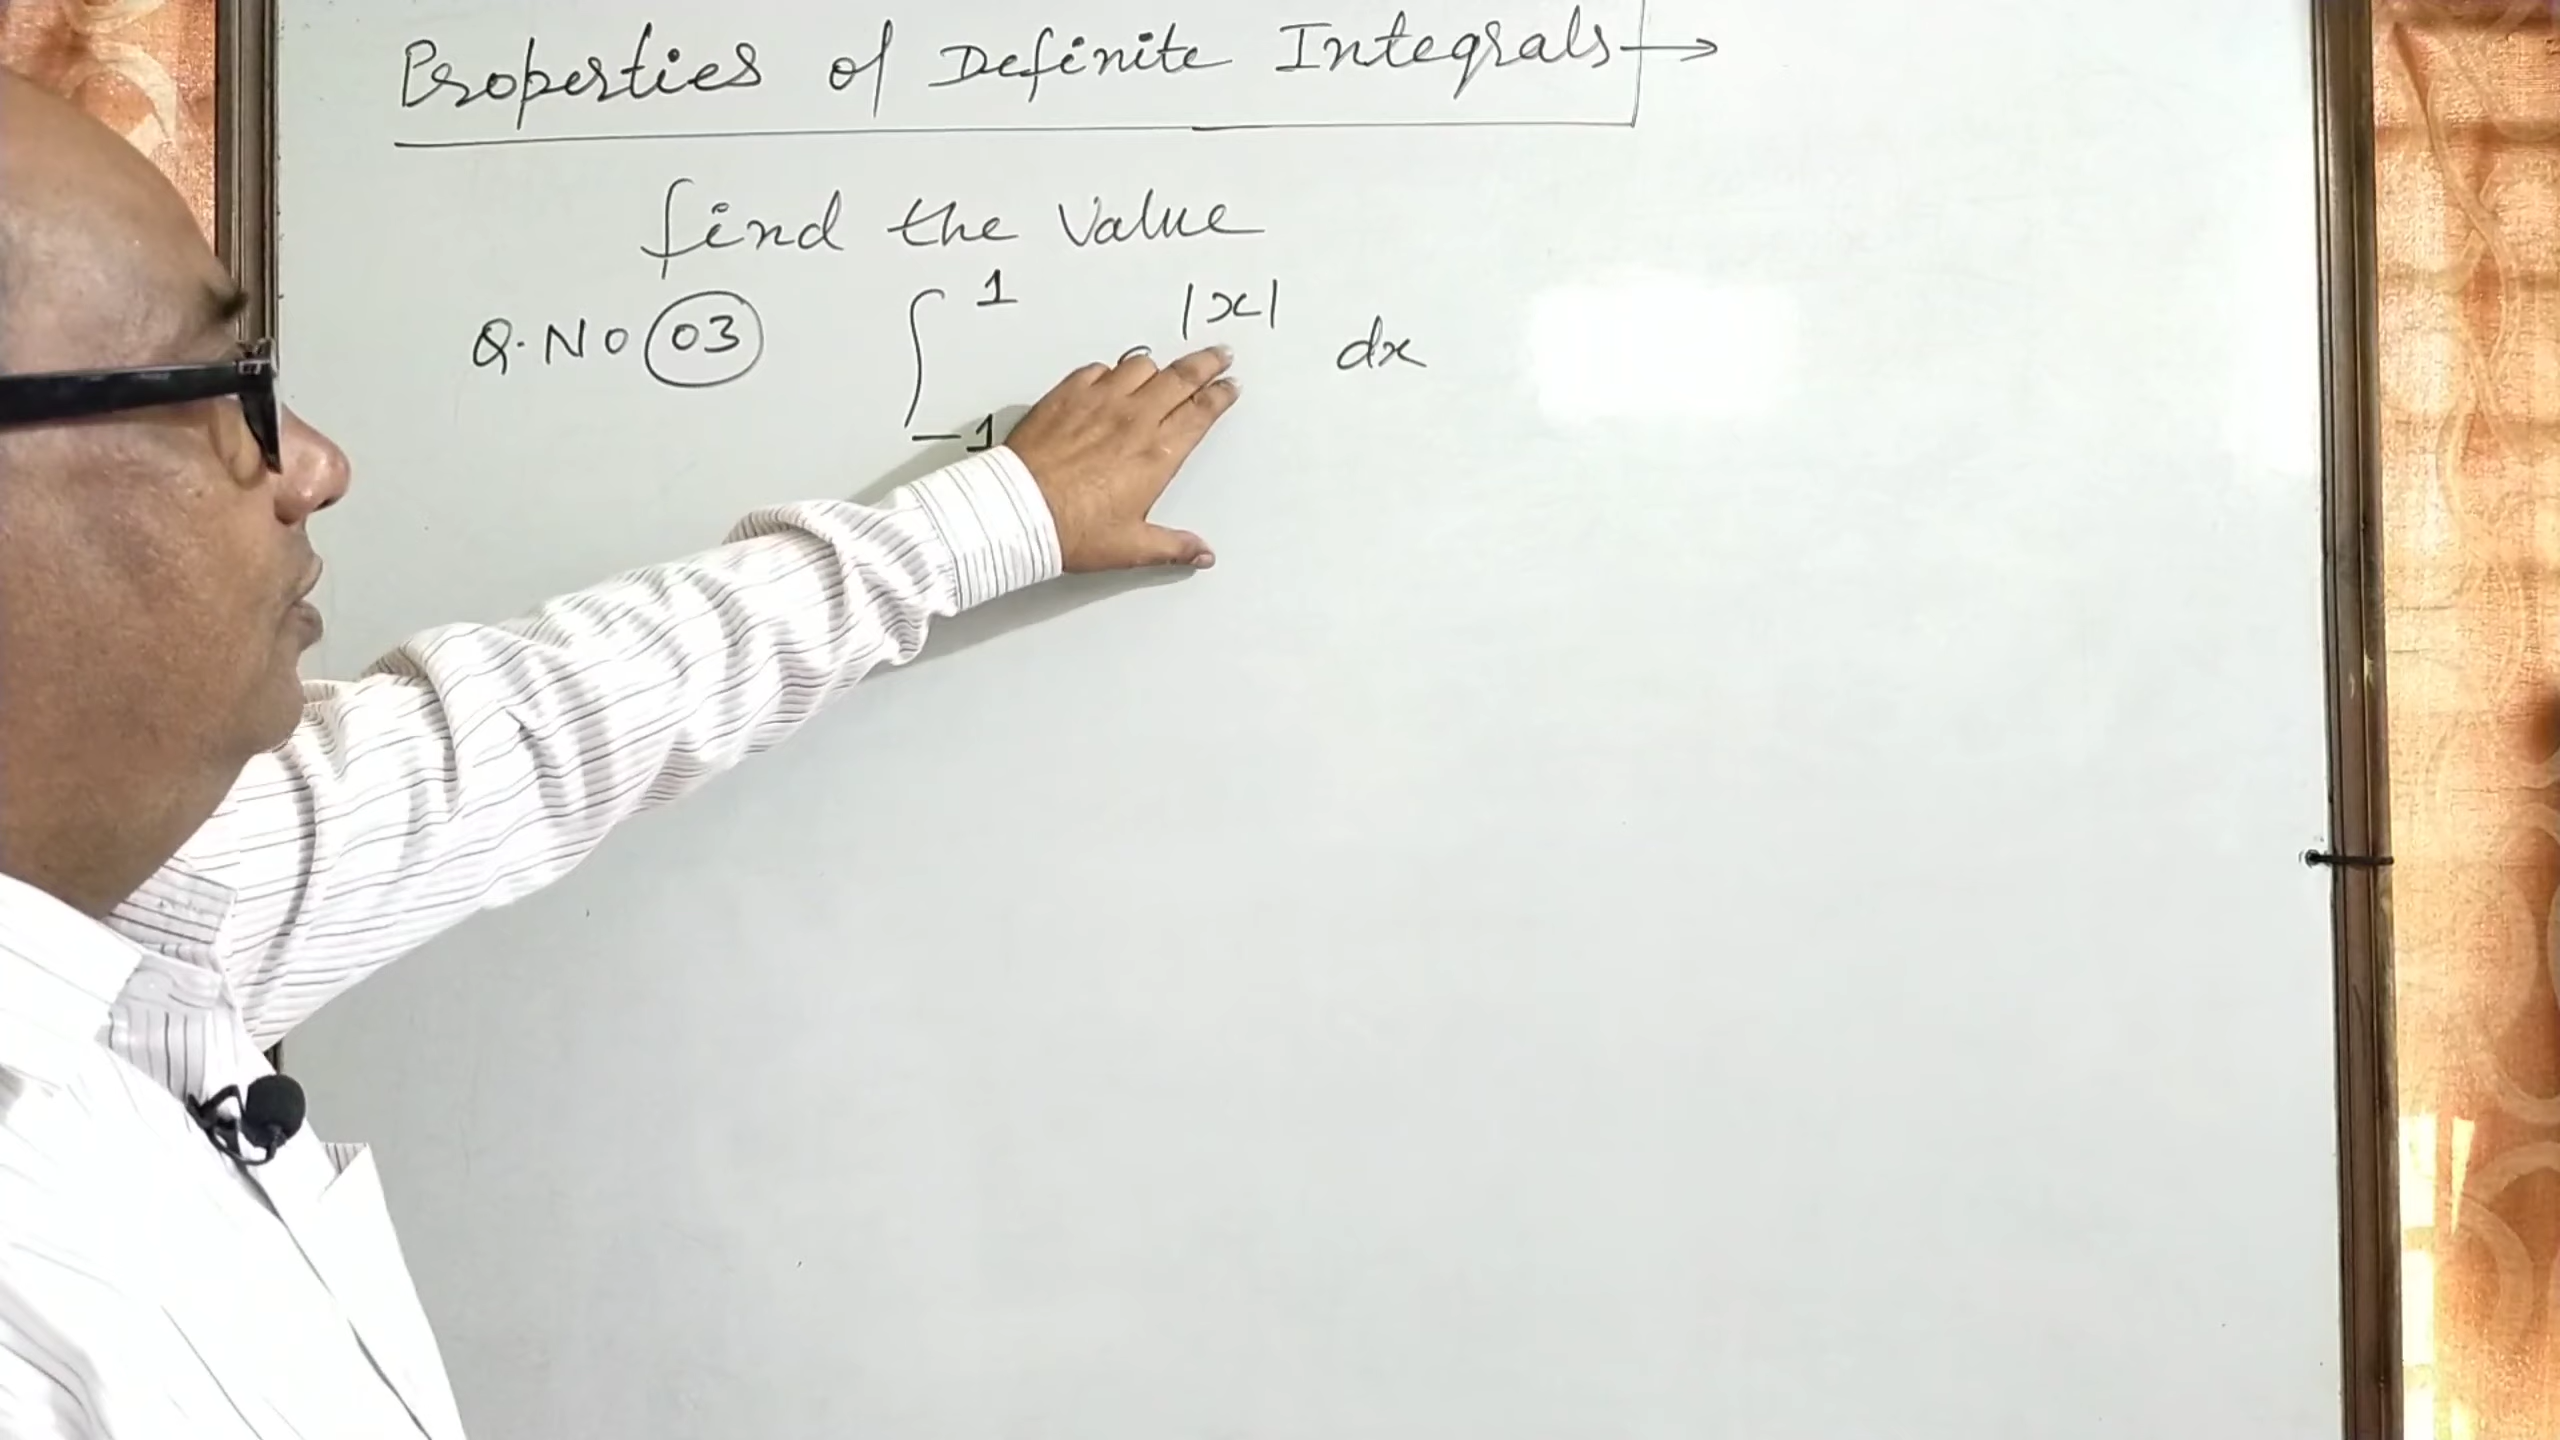 Properties of Definite Integrals →
find the Value
Q. No 03 ∫_{-1}^{1} e^{|x|} dx